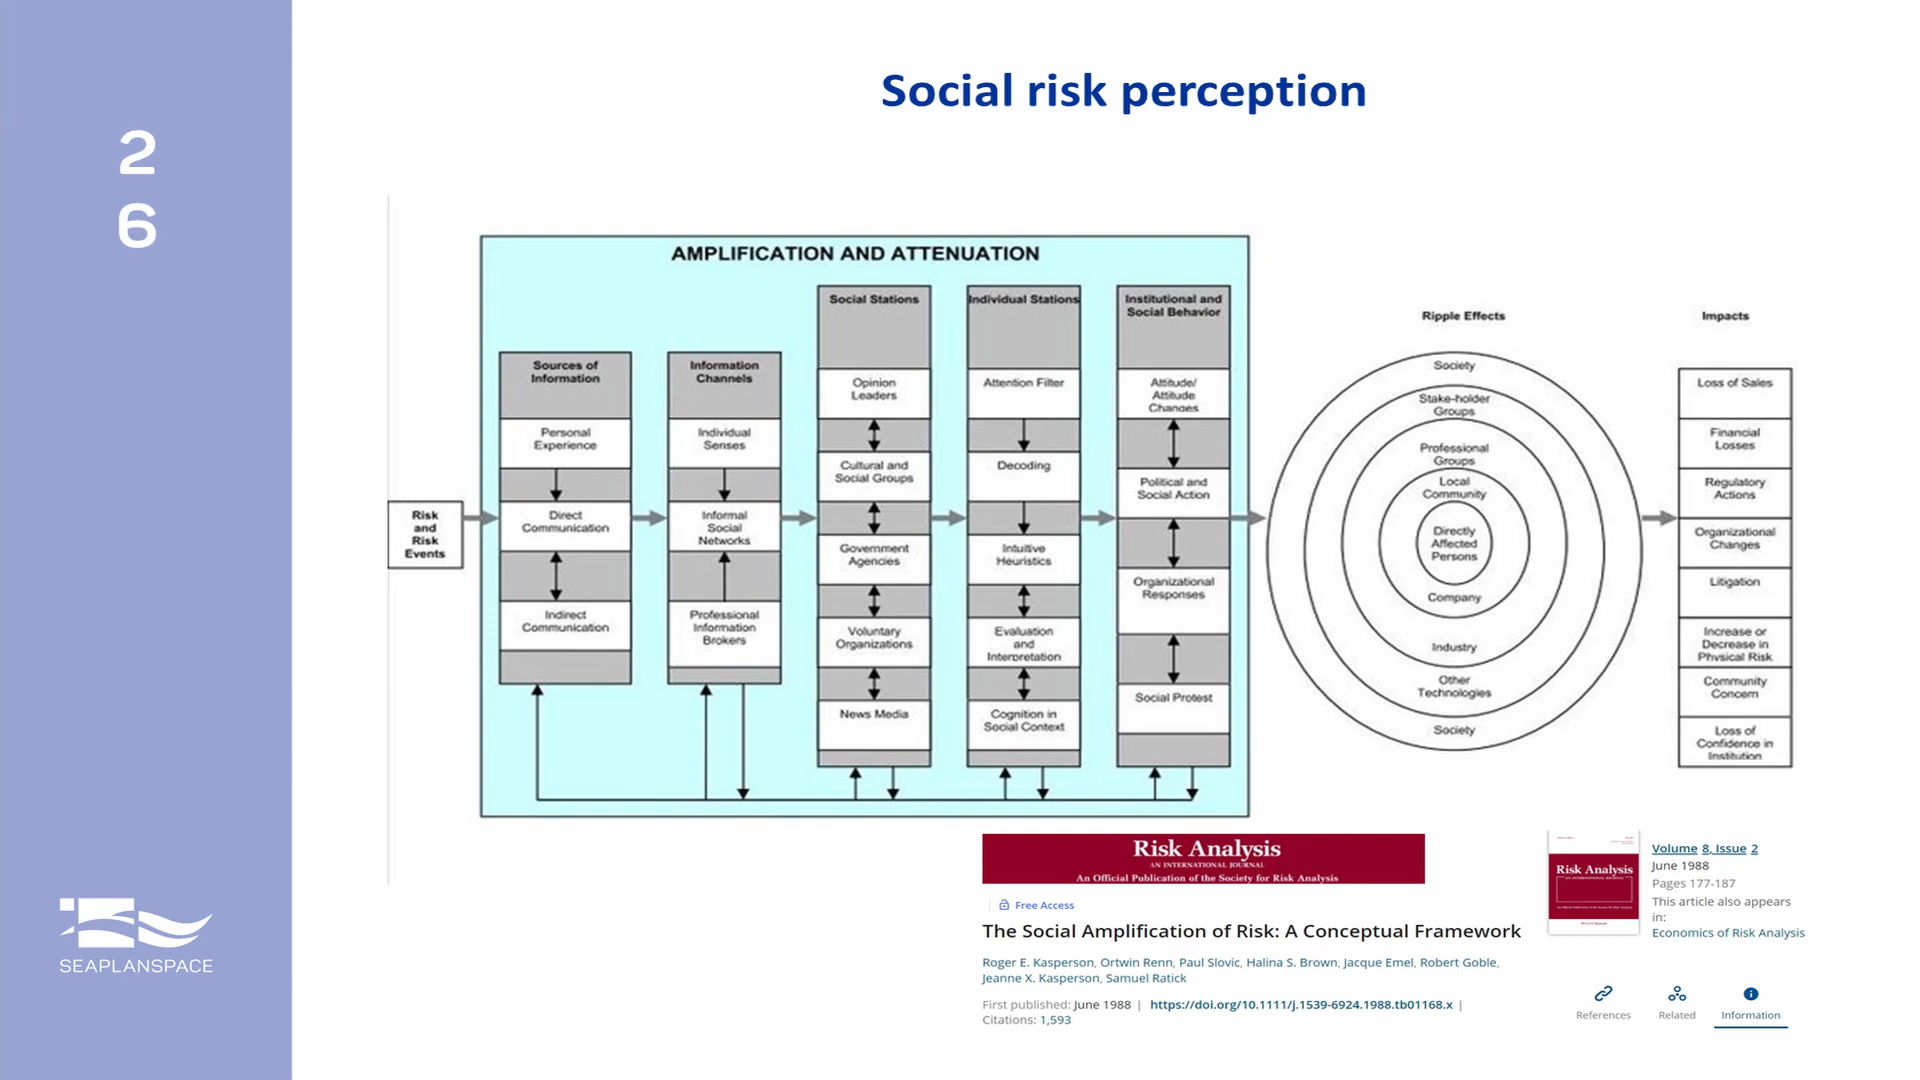 Social risk perception
2
6
AMPLIFICATION AND ATTENUATION
Risk
and
Risk
Events
Sources of
Information
Personal
Experience
Direct
Communication
Indirect
Communication
Information
Channels
Individual
Senses
Informal
Social
Networks
Professional
Information
Brokers
Social Stations
Opinion
Leaders
Cultural and
Social Groups
Government
Agencies
Voluntary
Organizations
News Media
Individual Stations
Attention Filter
Decoding
Intuitive
Heuristics
Evaluation
and
Interpretation
Cognition in
Social Context
Institutional and
Social Behavior
Attitude/
Attitude
Changes
Political and
Social Action
Organizational
Responses
Social Protest
Ripple Effects
Society
Stake-holder
Groups
Professional
Groups
Local
Community
Directly
Affected
Persons
Company
Industry
Other
Technologies
Society
Impacts
Loss of Sales
Financial
Losses
Regulatory
Actions
Organizational
Changes
Litigation
Increase or
Decrease in
Physical Risk
Community
Concern
Loss of
Confidence in
Institution
Risk Analysis
AN INTERNATIONAL JOURNAL
An Official Publication of the Society for Risk Analysis
Free Access
The Social Amplification of Risk: A Conceptual Framework
Roger E. Kasperson, Ortwin Renn, Paul Slovic, Halina S. Brown, Jacque Emel, Robert Goble,
Jeanne X. Kasperson, Samuel Ratick
First published: June 1988 | https://doi.org/10.1111/j.1539-6924.1988.tb01168.x |
Citations: 1,593
Risk Analysis
Volume 8, Issue 2
June 1988
Pages 177-187
This article also appears
in:
Economics of Risk Analysis
References
Related
Information
SEAPLANSPACE